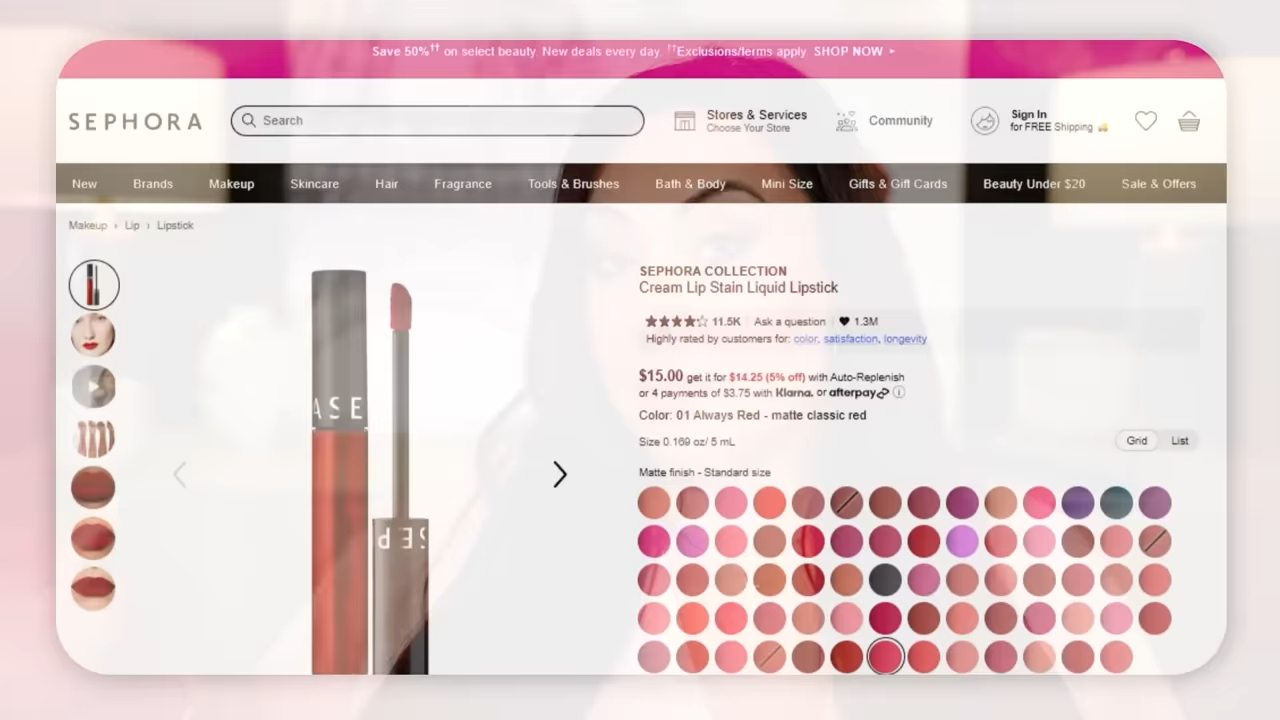 Save 50%†† on select beauty. New deals every day. ††Exclusions/terms apply. SHOP NOW ▸
SEPHORA
Search
Stores & Services
Choose Your Store
Community
Sign In
for FREE Shipping 🚚
New Brands Makeup Skincare Hair Fragrance Tools & Brushes Bath & Body Mini Size Gifts & Gift Cards Beauty Under $20 Sale & Offers
Makeup › Lip › Lipstick
SEPHORA COLLECTION
Cream Lip Stain Liquid Lipstick
11.5K Ask a question 1.3M
Highly rated by customers for: color, satisfaction, longevity
$15.00 get it for $14.25 (5% off) with Auto-Replenish
or 4 payments of $3.75 with Klarna. or afterpay
Color: 01 Always Red - matte classic red
Size 0.169 oz/ 5 mL
Grid List
Matte finish - Standard size
ASE
SEP